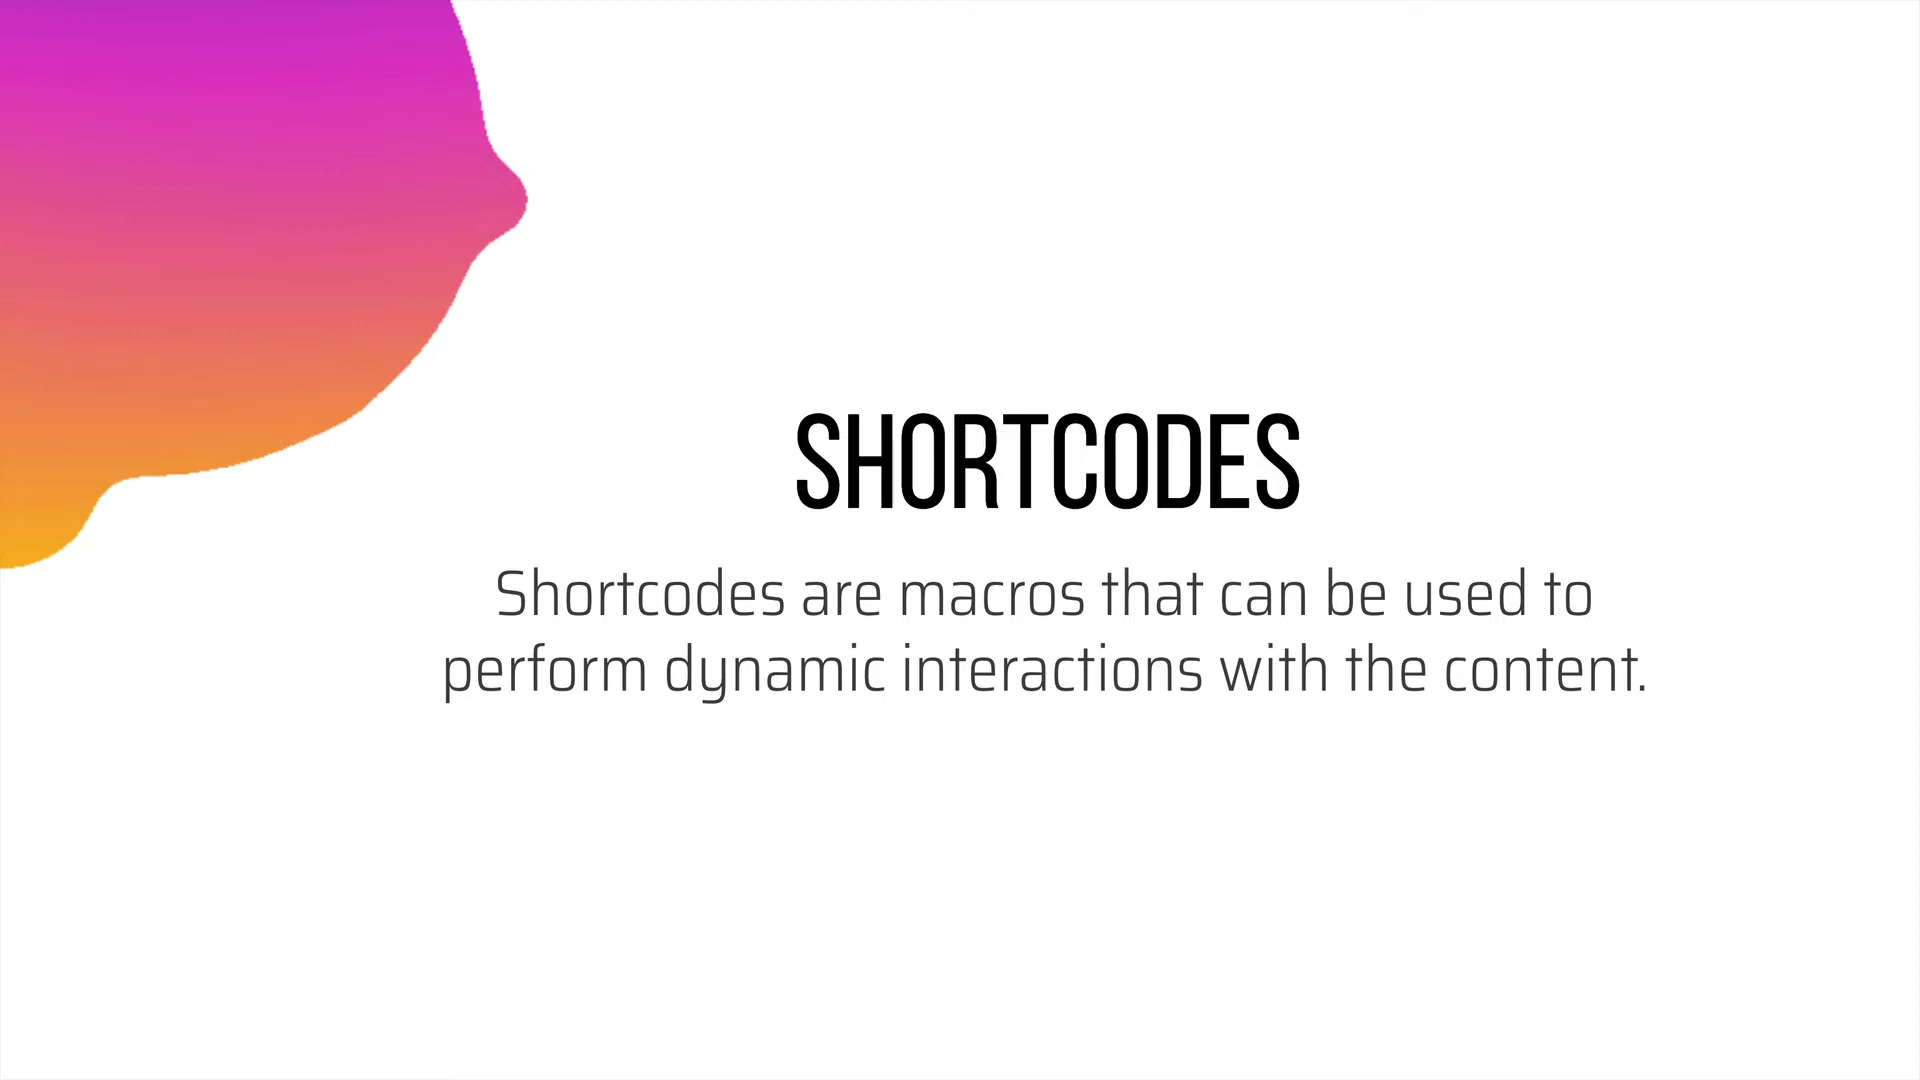 SHORTCODES
Shortcodes are macros that can be used to
perform dynamic interactions with the content.